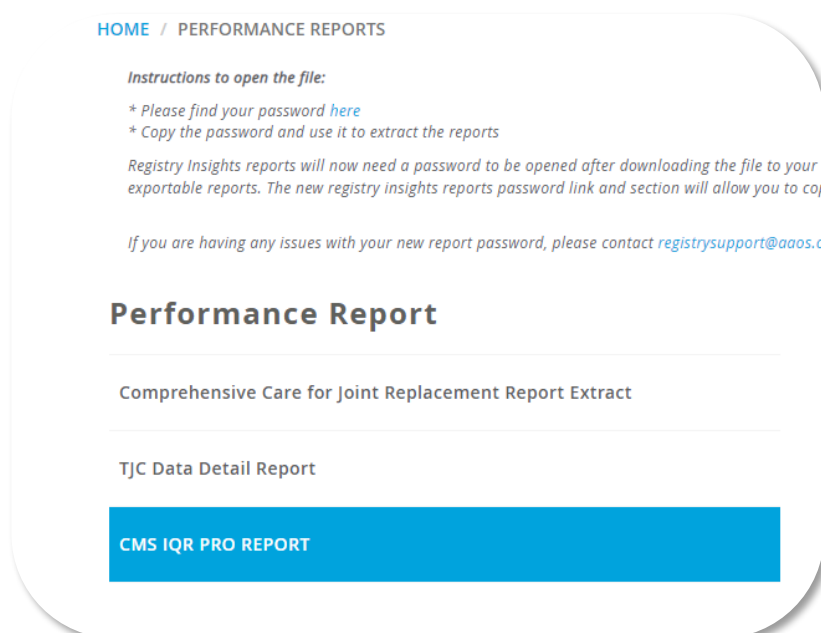 HOME / PERFORMANCE REPORTS
Instructions to open the file:
* Please find your password here
* Copy the password and use it to extract the reports
Registry Insights reports will now need a password to be opened after downloading the file to your
exportable reports. The new registry insights reports password link and section will allow you to
If you are having any issues with your new report password, please contact
Performance Report
Comprehensive Care for Joint Replacement Report Extract
TJC Data Detail Report
CMS IQR PRO REPORT